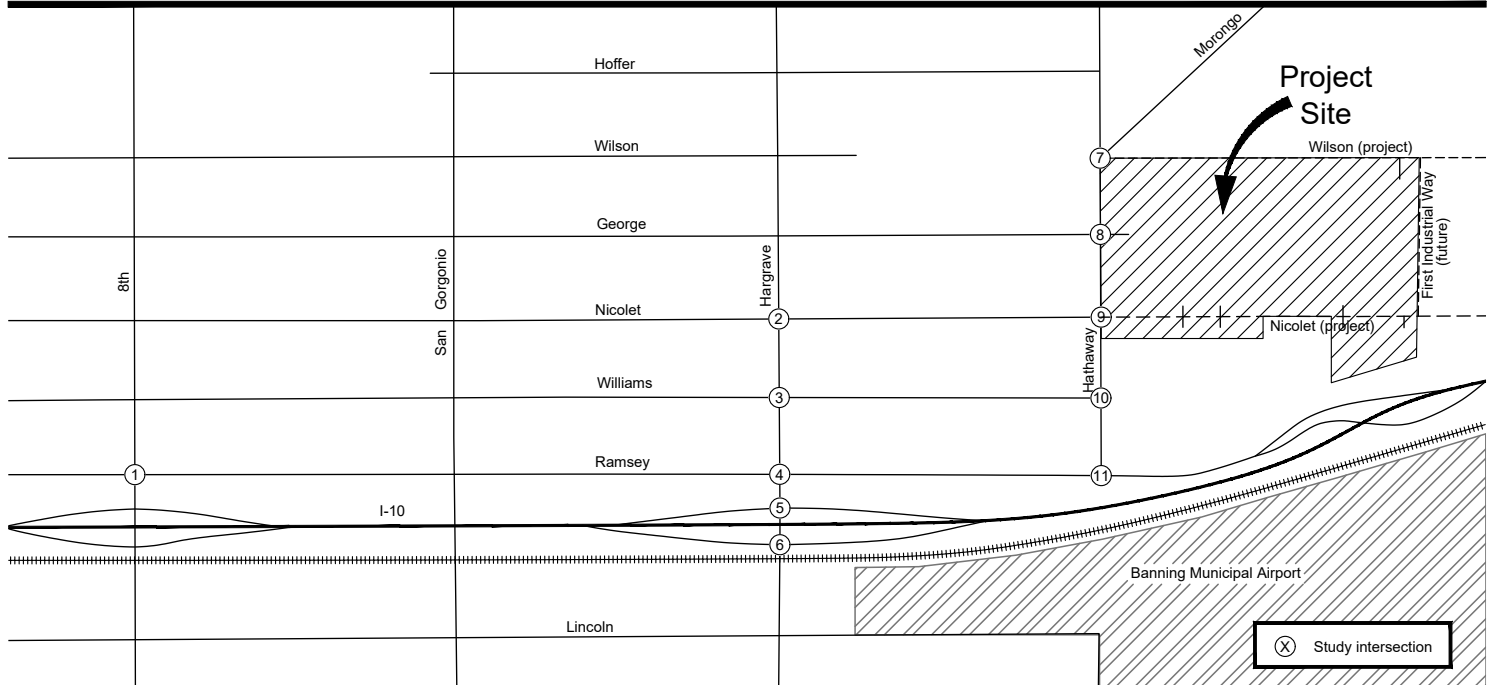 Morongo
Hoffer
Project
Site
Wilson
Wilson (project)
7
George
8
First Industrial Way
(future)
8th
San Gorgonio
Hargrave
Nicolet
2
9
Nicolet (project)
Hathaway
Williams
3
10
Ramsey
1
4
11
I-10
5
6
Banning Municipal Airport
Lincoln
X Study intersection